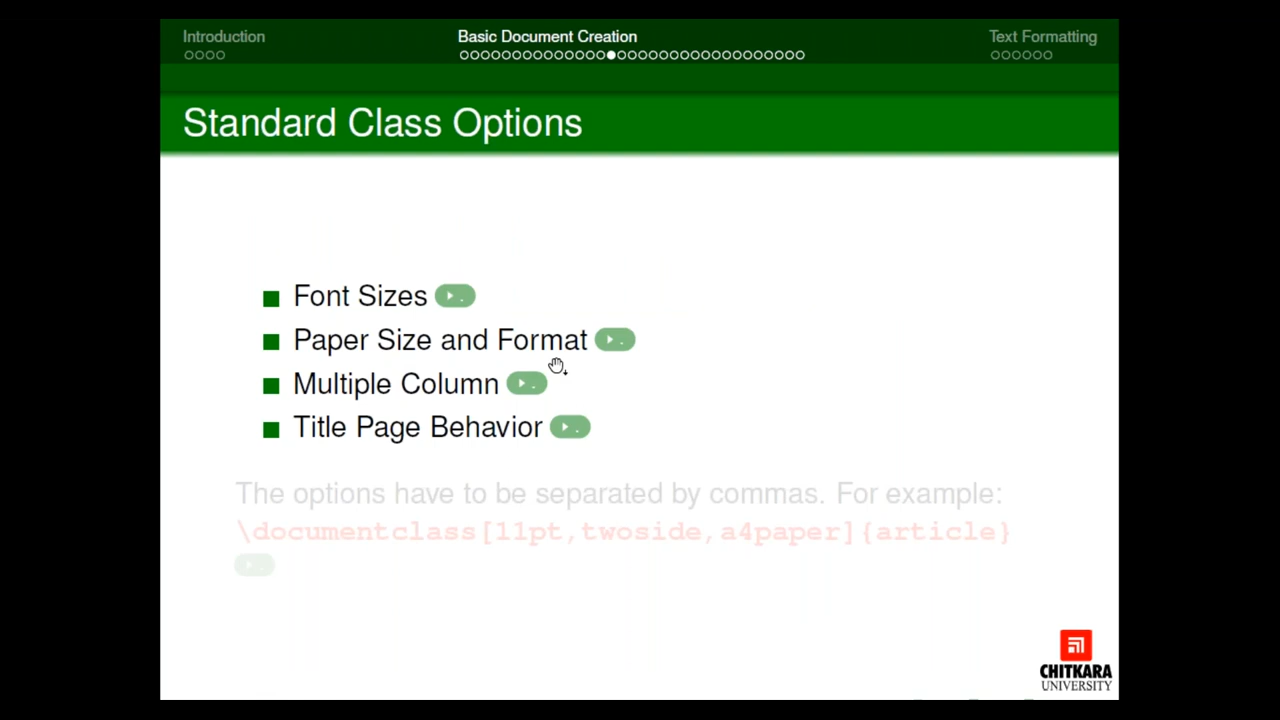 Introduction
Basic Document Creation
Text Formatting
Standard Class Options
Font Sizes
Paper Size and Format
Multiple Column
Title Page Behavior
The options have to be separated by commas. For example:
\documentclass[11pt,twoside,a4paper]{article}
CHITKARA
UNIVERSITY